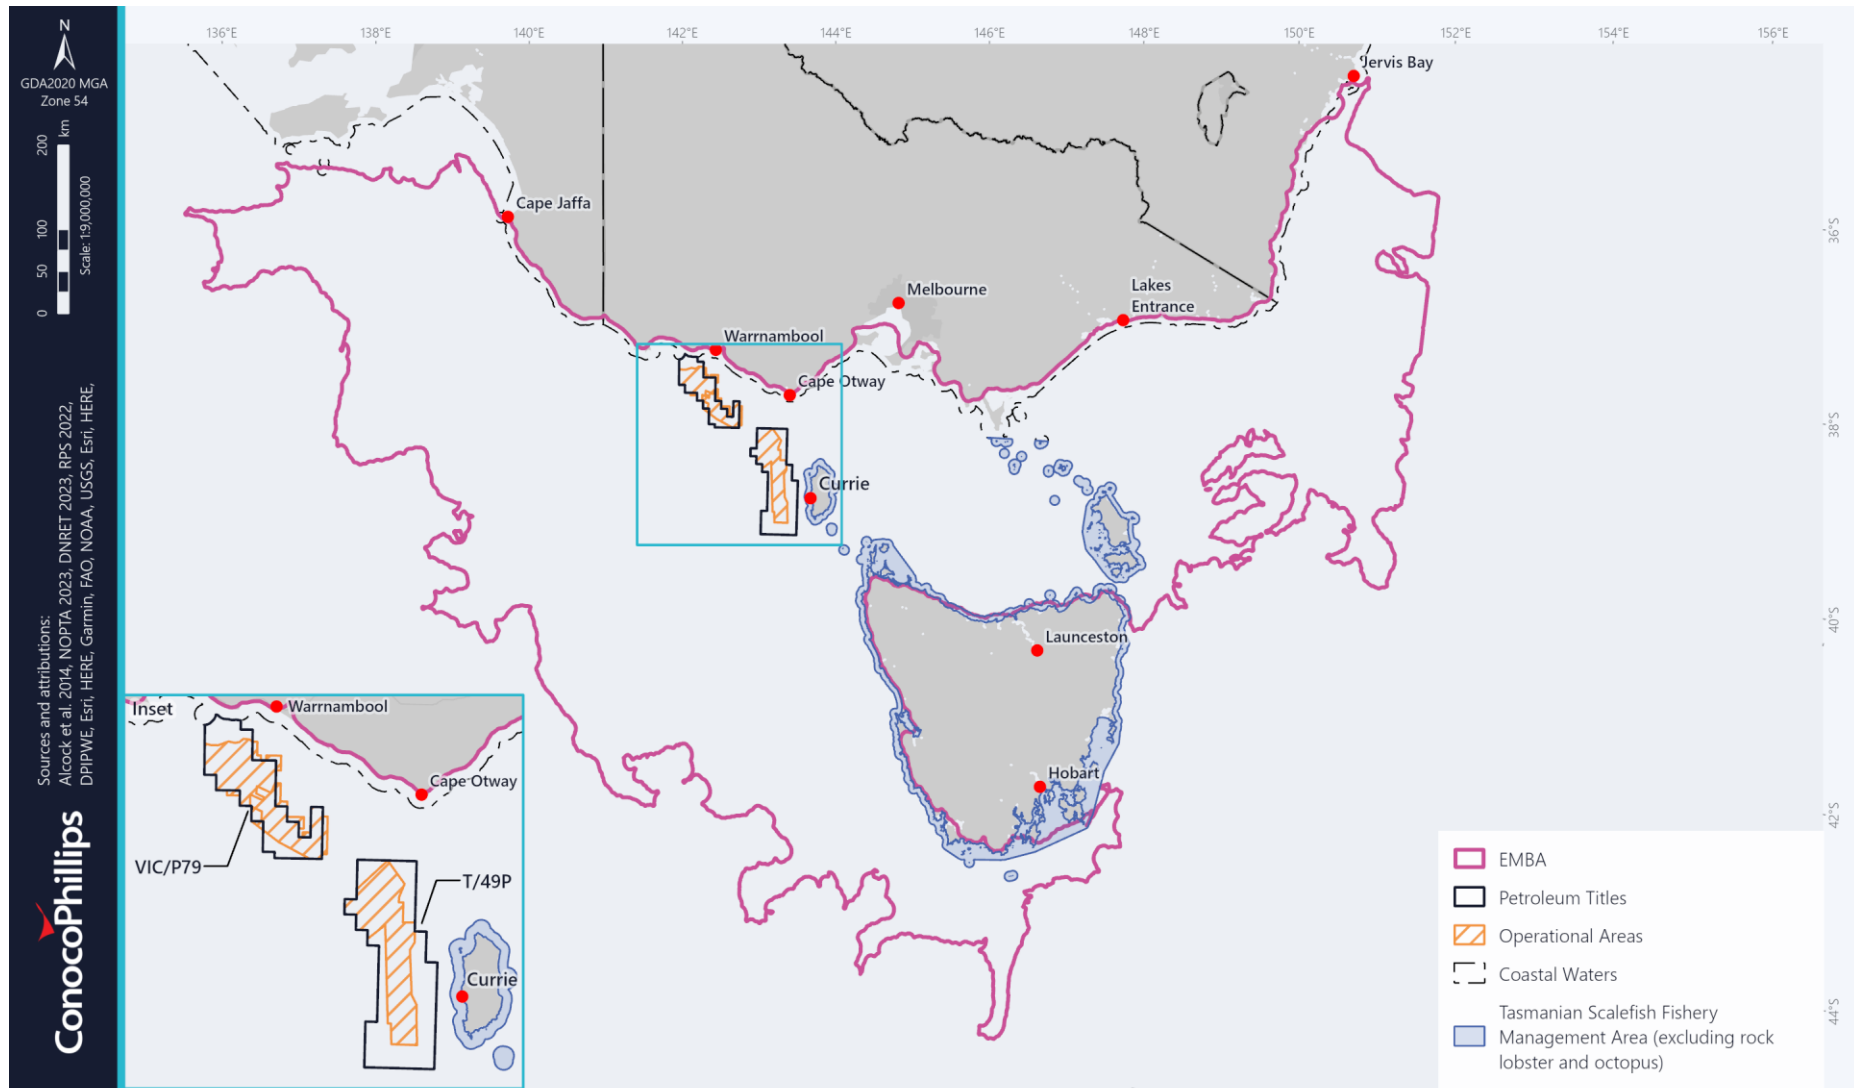 N
GDA2020 MGA
Zone 54
200
100
50
0
km
Scale: 1:9,000,000
Sources and attributions:
Alcock et al. 2014, NOPTA 2023, DNRET 2023, RPS 2022,
DPIPWE, Esri, HERE, Garmin, FAO, NOAA, USGS, Esri, HERE,
ConocoPhillips
136°E
138°E
140°E
142°E
144°E
146°E
148°E
150°E
152°E
154°E
156°E
36°S
38°S
40°S
42°S
44°S
Jervis Bay
Cape Jaffa
Melbourne
Lakes
Entrance
Warrnambool
Cape Otway
Currie
Launceston
Hobart
Inset
Warrnambool
Cape Otway
VIC/P79
T/49P
Currie
EMBA
Petroleum Titles
Operational Areas
Coastal Waters
Tasmanian Scalefish Fishery
Management Area (excluding rock
lobster and octopus)